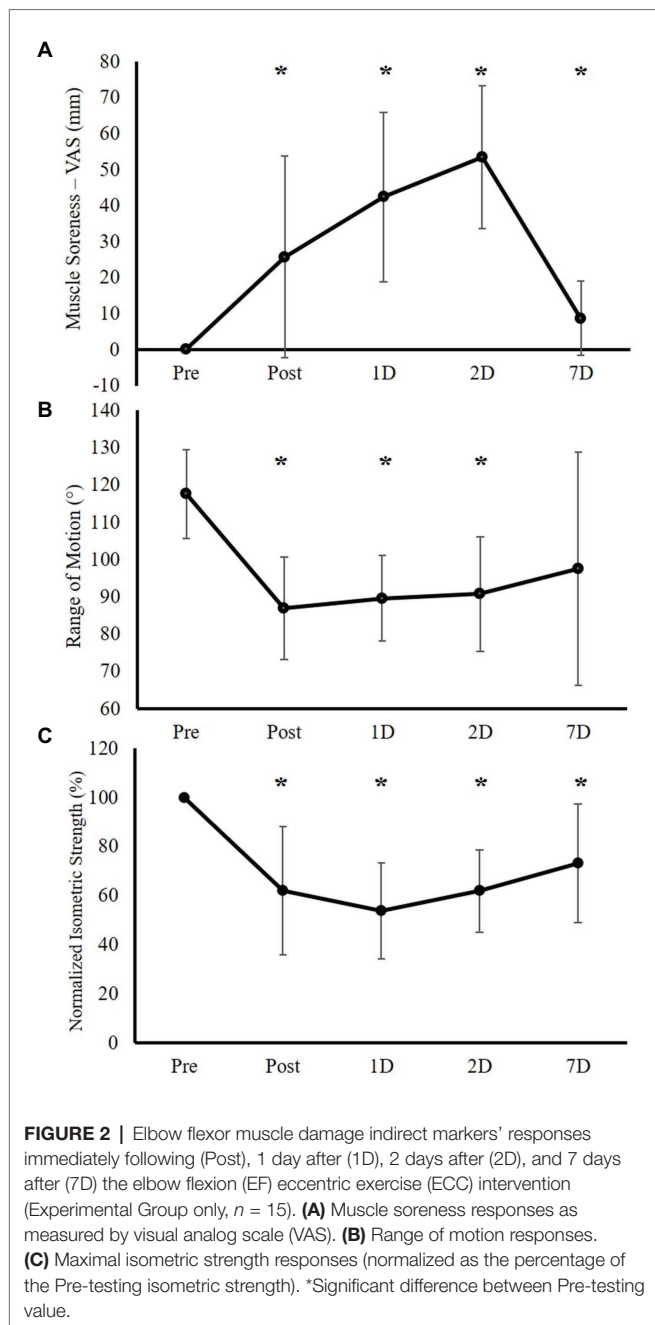 A
Muscle Soreness – VAS (mm)
80
70
60
50
40
30
20
10
0
-10
* * * *
Pre Post 1D 2D 7D
B
Range of Motion (°)
140
130
120
110
100
90
80
70
60
* * *
Pre Post 1D 2D 7D
C
Normalized Isometric Strength (%)
120
100
80
60
40
20
0
* * * *
Pre Post 1D 2D 7D
FIGURE 2 | Elbow flexor muscle damage indirect markers’ responses
immediately following (Post), 1 day after (1D), 2 days after (2D), and 7 days
after (7D) the elbow flexion (EF) eccentric exercise (ECC) intervention
(Experimental Group only, n = 15). (A) Muscle soreness responses as
measured by visual analog scale (VAS). (B) Range of motion responses.
(C) Maximal isometric strength responses (normalized as the percentage of
the Pre-testing isometric strength). *Significant difference between Pre-testing
value.